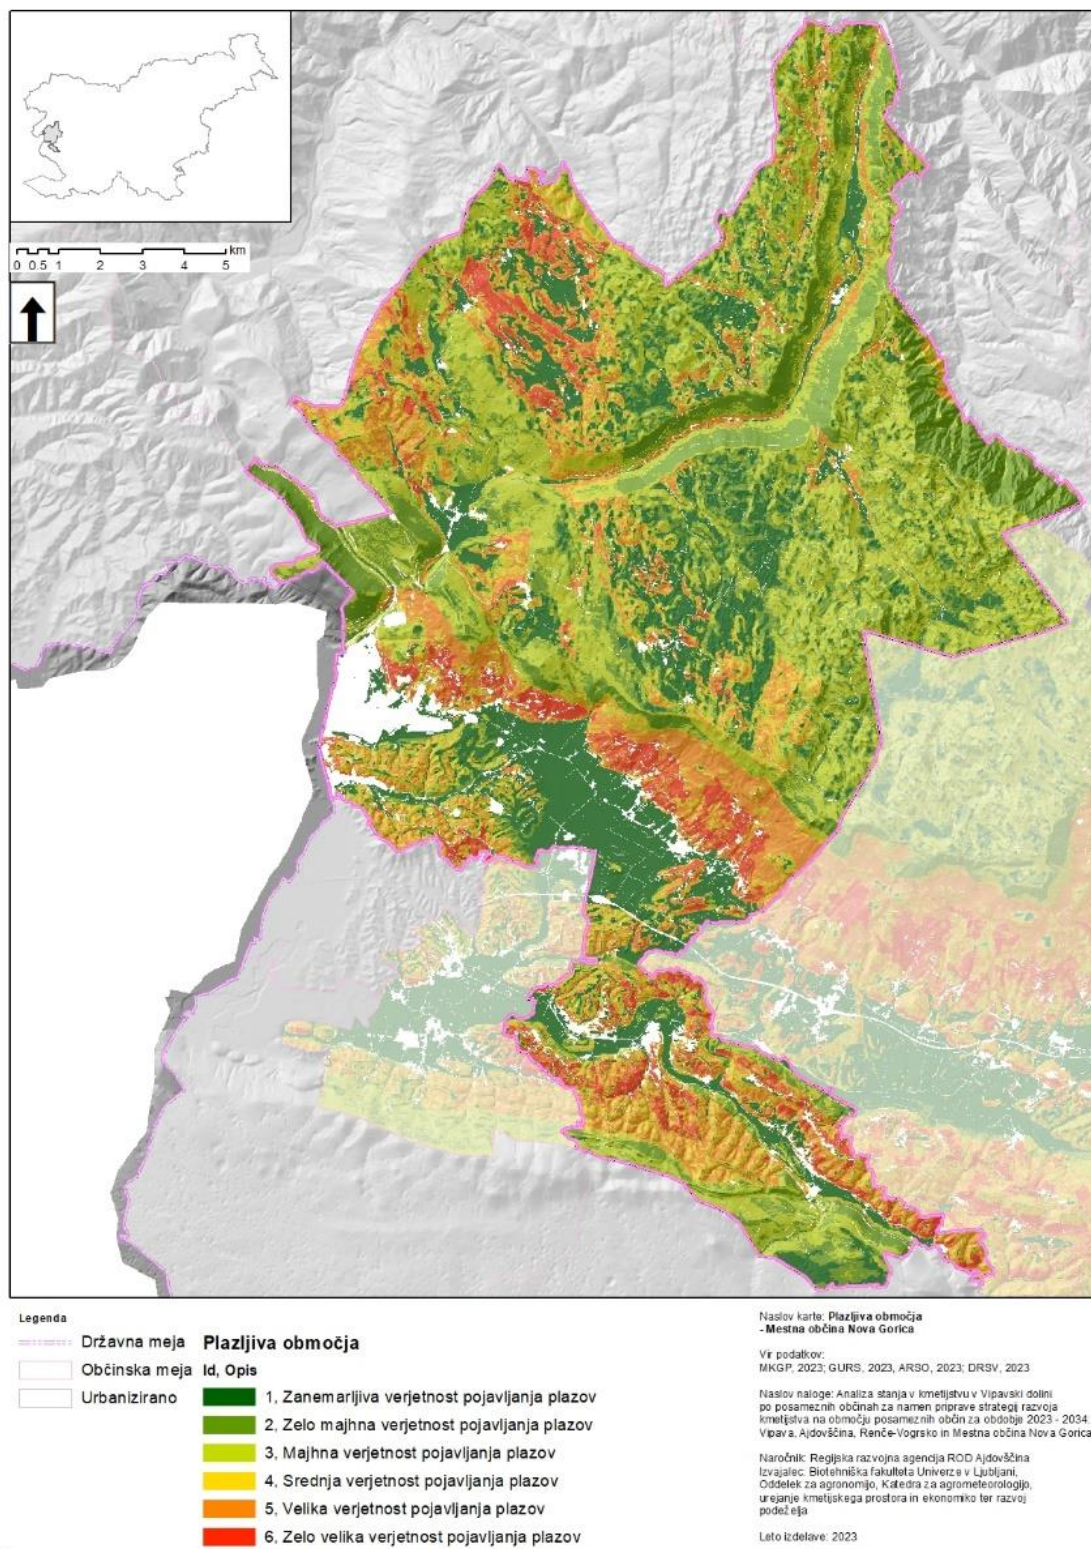 km
0 0.5 1 2 3 4 5
Legenda
Državna meja
Občinska meja
Urbanizirano
Plazljiva območja
Id, Opis
1, Zanemarljiva verjetnost pojavljanja plazov
2, Zelo majhna verjetnost pojavljanja plazov
3, Majhna verjetnost pojavljanja plazov
4, Srednja verjetnost pojavljanja plazov
5, Velika verjetnost pojavljanja plazov
6, Zelo velika verjetnost pojavljanja plazov
Naslov karte: Plazljiva območja
- Mestna občina Nova Gorica
Vir podatkov:
MKGP, 2023; GURS, 2023, ARSO, 2023; DRSV, 2023
Naslov naloge: Analiza stanja v kmetijstvu v Vipavski dolini
po posameznih občinah za namen priprave strategij razvoja
kmetijstva na območju posameznih občin za obdobje 2023 - 2034:
Vipava, Ajdovščina, Renče-Vogrsko in Mestna občina Nova Gorica
Naročnik: Regijska razvojna agencija ROD Ajdovščina
Izvajalec: Biotehniška fakulteta Univerze v Ljubljani,
Oddelek za agronomijo, Katedra za agrometeorologijo,
urejanje kmetijskega prostora in ekonomiko ter razvoj
podeželja
Leto izdelave: 2023